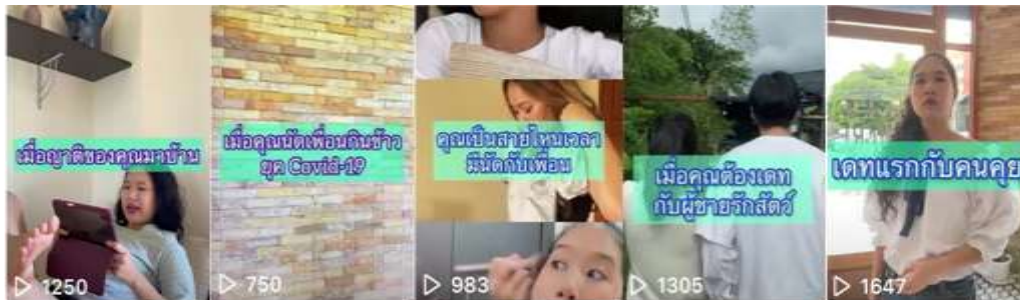 เมื่อญาติของคุณมาบ้าน
1250
เมื่อคุณนัดเพื่อนกินข้าว
ยุค Covid-19
750
คุณเป็นสายไหนเวลา
มีนัดกับเพื่อน
983
เมื่อคุณต้องเดท
กับผู้ชายรักสัตว์
1305
เดทแรกกับคนคุย
1647